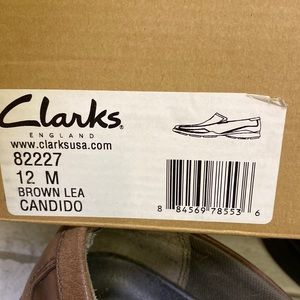 Clarks
ENGLAND
www.clarksusa.com
82227
12 M
BROWN LEA
CANDIDO
8 84569 78553 6